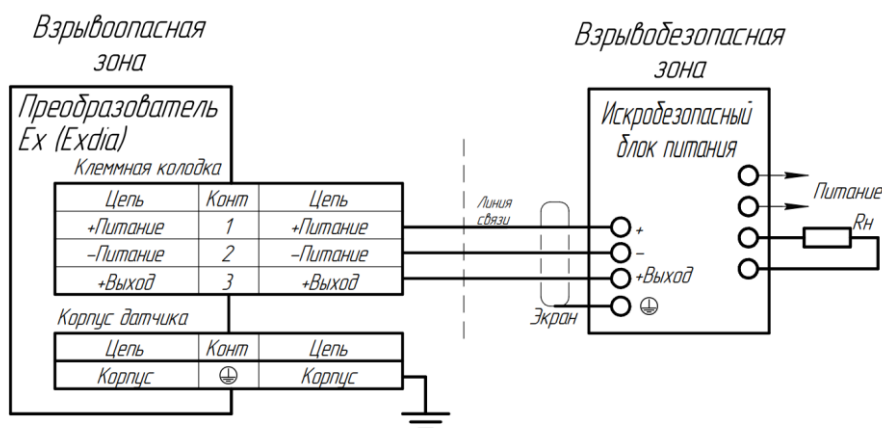 Взрывоопасная
зона
Взрывобезопасная
зона
Преобразователь
Ex (Exdia)
Клеммная колодка
Цепь Конт Цепь
+Питание 1 +Питание
-Питание 2 -Питание
+Выход 3 +Выход
Корпус датчика
Цепь Конт Цепь
Корпус Корпус
Линия
связи
Экран
Искробезопасный
блок питания
+
-
+Выход
Питание
Rн